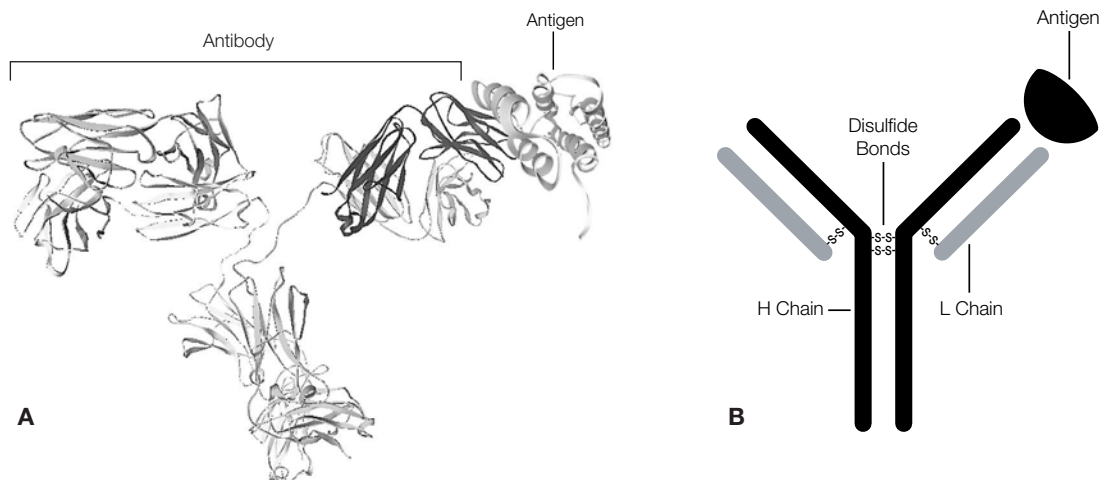 Antibody
Antigen
A
Antigen
Disulfide
Bonds
-S-S-
-S-S-
-S-S-
-S-S-
H Chain
L Chain
B